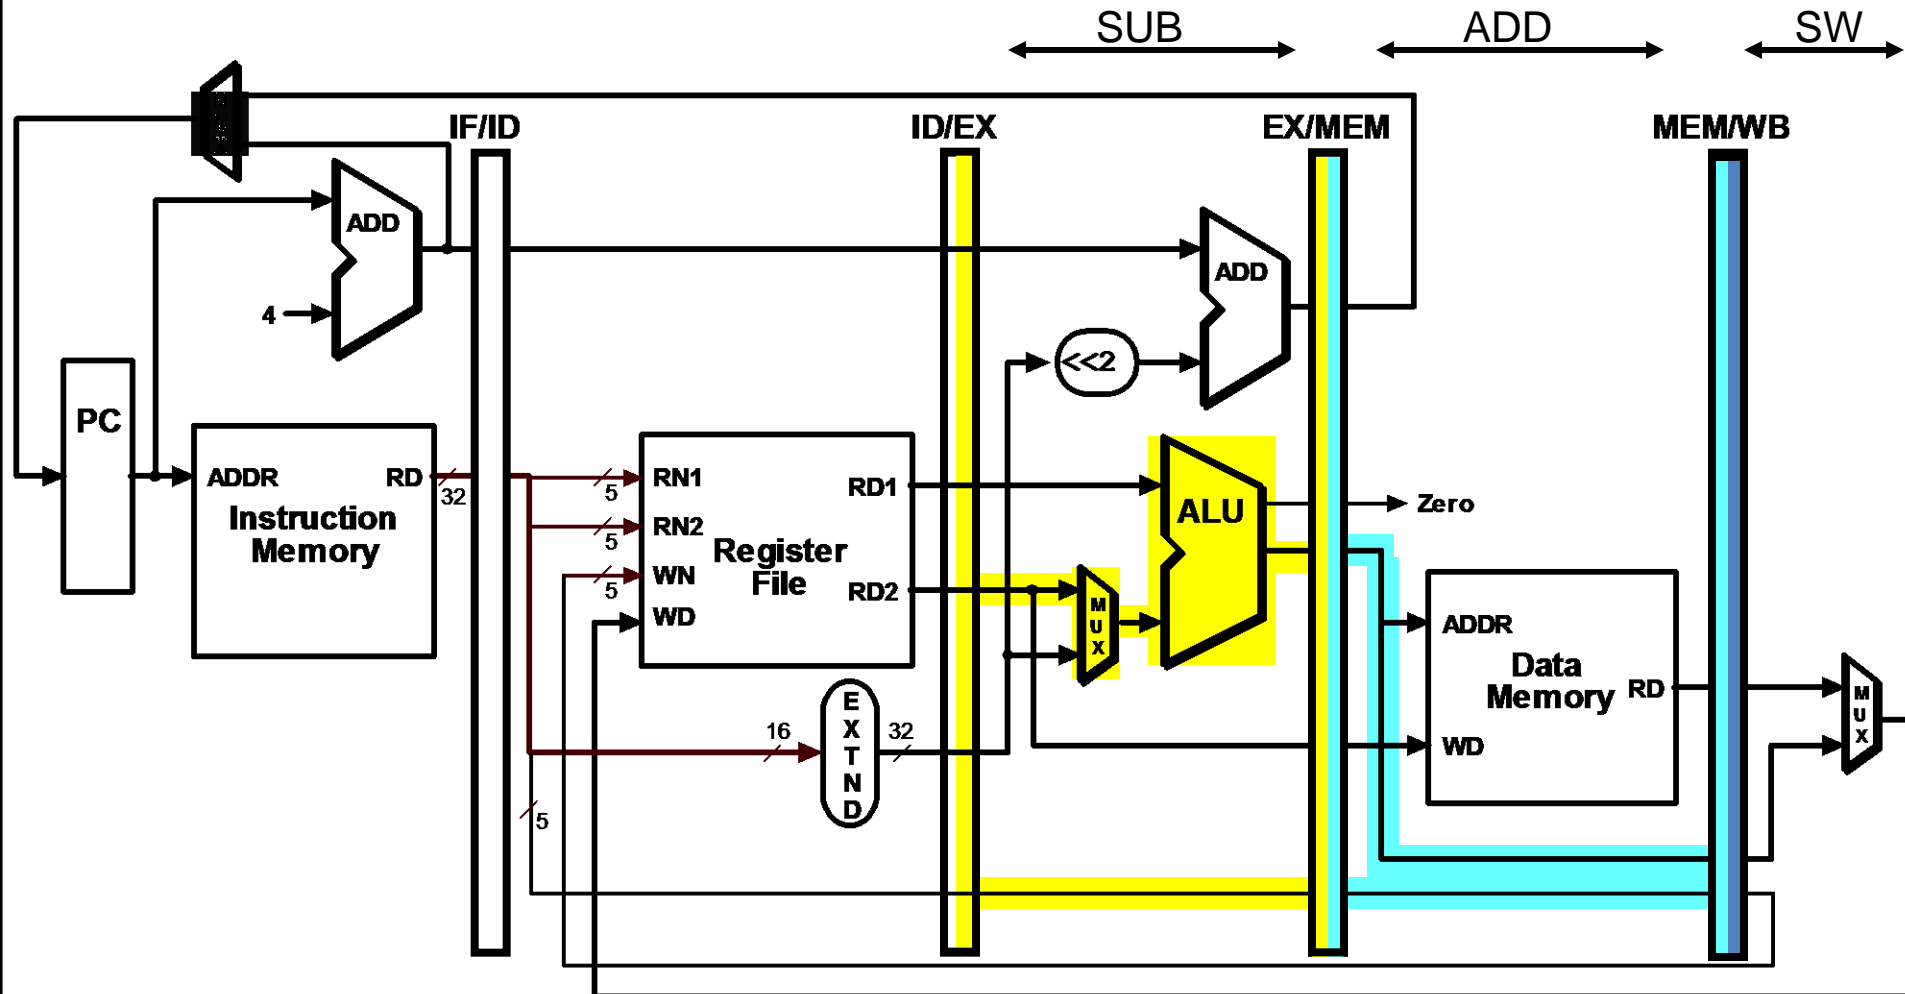 SUB ADD SW
IF/ID ID/EX EX/MEM MEM/WB
ADD
4
ADD
<<2
PC
ADDR RD
32
Instruction
Memory
RN1
5
RN2
5
WN
5
WD
RD1
RD2
Register
File
ALU
Zero
MUX
ADDR
Data
Memory
RD
WD
MUX
16
EXTND
32
5